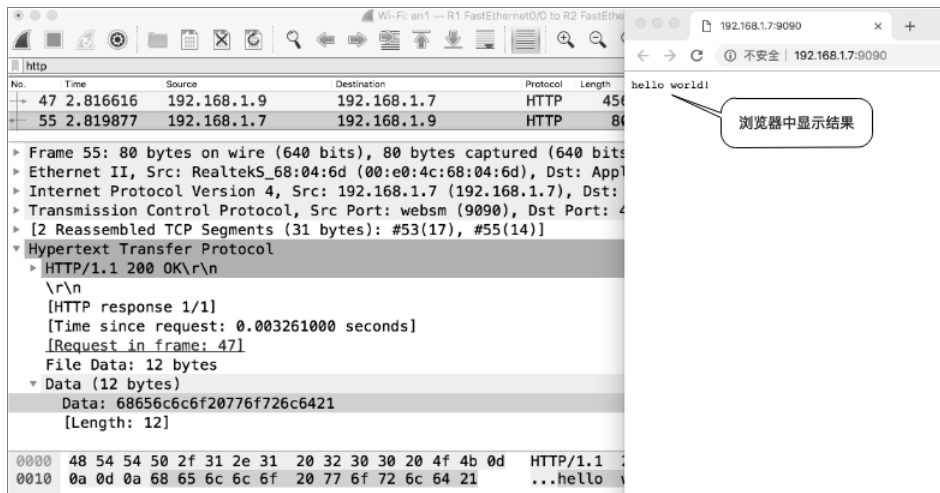 Wi-Fi: en1 — R1 FastEthernet0/0 to R2 FastEthe
http
No. Time Source Destination Protocol Length
47 2.816616 192.168.1.9 192.168.1.7 HTTP 456
55 2.819877 192.168.1.7 192.168.1.9 HTTP 80
Frame 55: 80 bytes on wire (640 bits), 80 bytes captured (640 bits
Ethernet II, Src: RealtekS_68:04:6d (00:e0:4c:68:04:6d), Dst: Appl
Internet Protocol Version 4, Src: 192.168.1.7 (192.168.1.7), Dst:
Transmission Control Protocol, Src Port: websm (9090), Dst Port: 4
[2 Reassembled TCP Segments (31 bytes): #53(17), #55(14)]
Hypertext Transfer Protocol
HTTP/1.1 200 OK\r\n
\r\n
[HTTP response 1/1]
[Time since request: 0.003261000 seconds]
[Request in frame: 47]
File Data: 12 bytes
Data (12 bytes)
Data: 68656c6c6f20776f726c6421
[Length: 12]
0000 48 54 54 50 2f 31 2e 31 20 32 30 30 20 4f 4b 0d HTTP/1.1 2
0010 0a 0d 0a 68 65 6c 6c 6f 20 77 6f 72 6c 64 21 ...hello w
192.168.1.7:9090
不安全 | 192.168.1.7:9090
hello world!
浏览器中显示结果